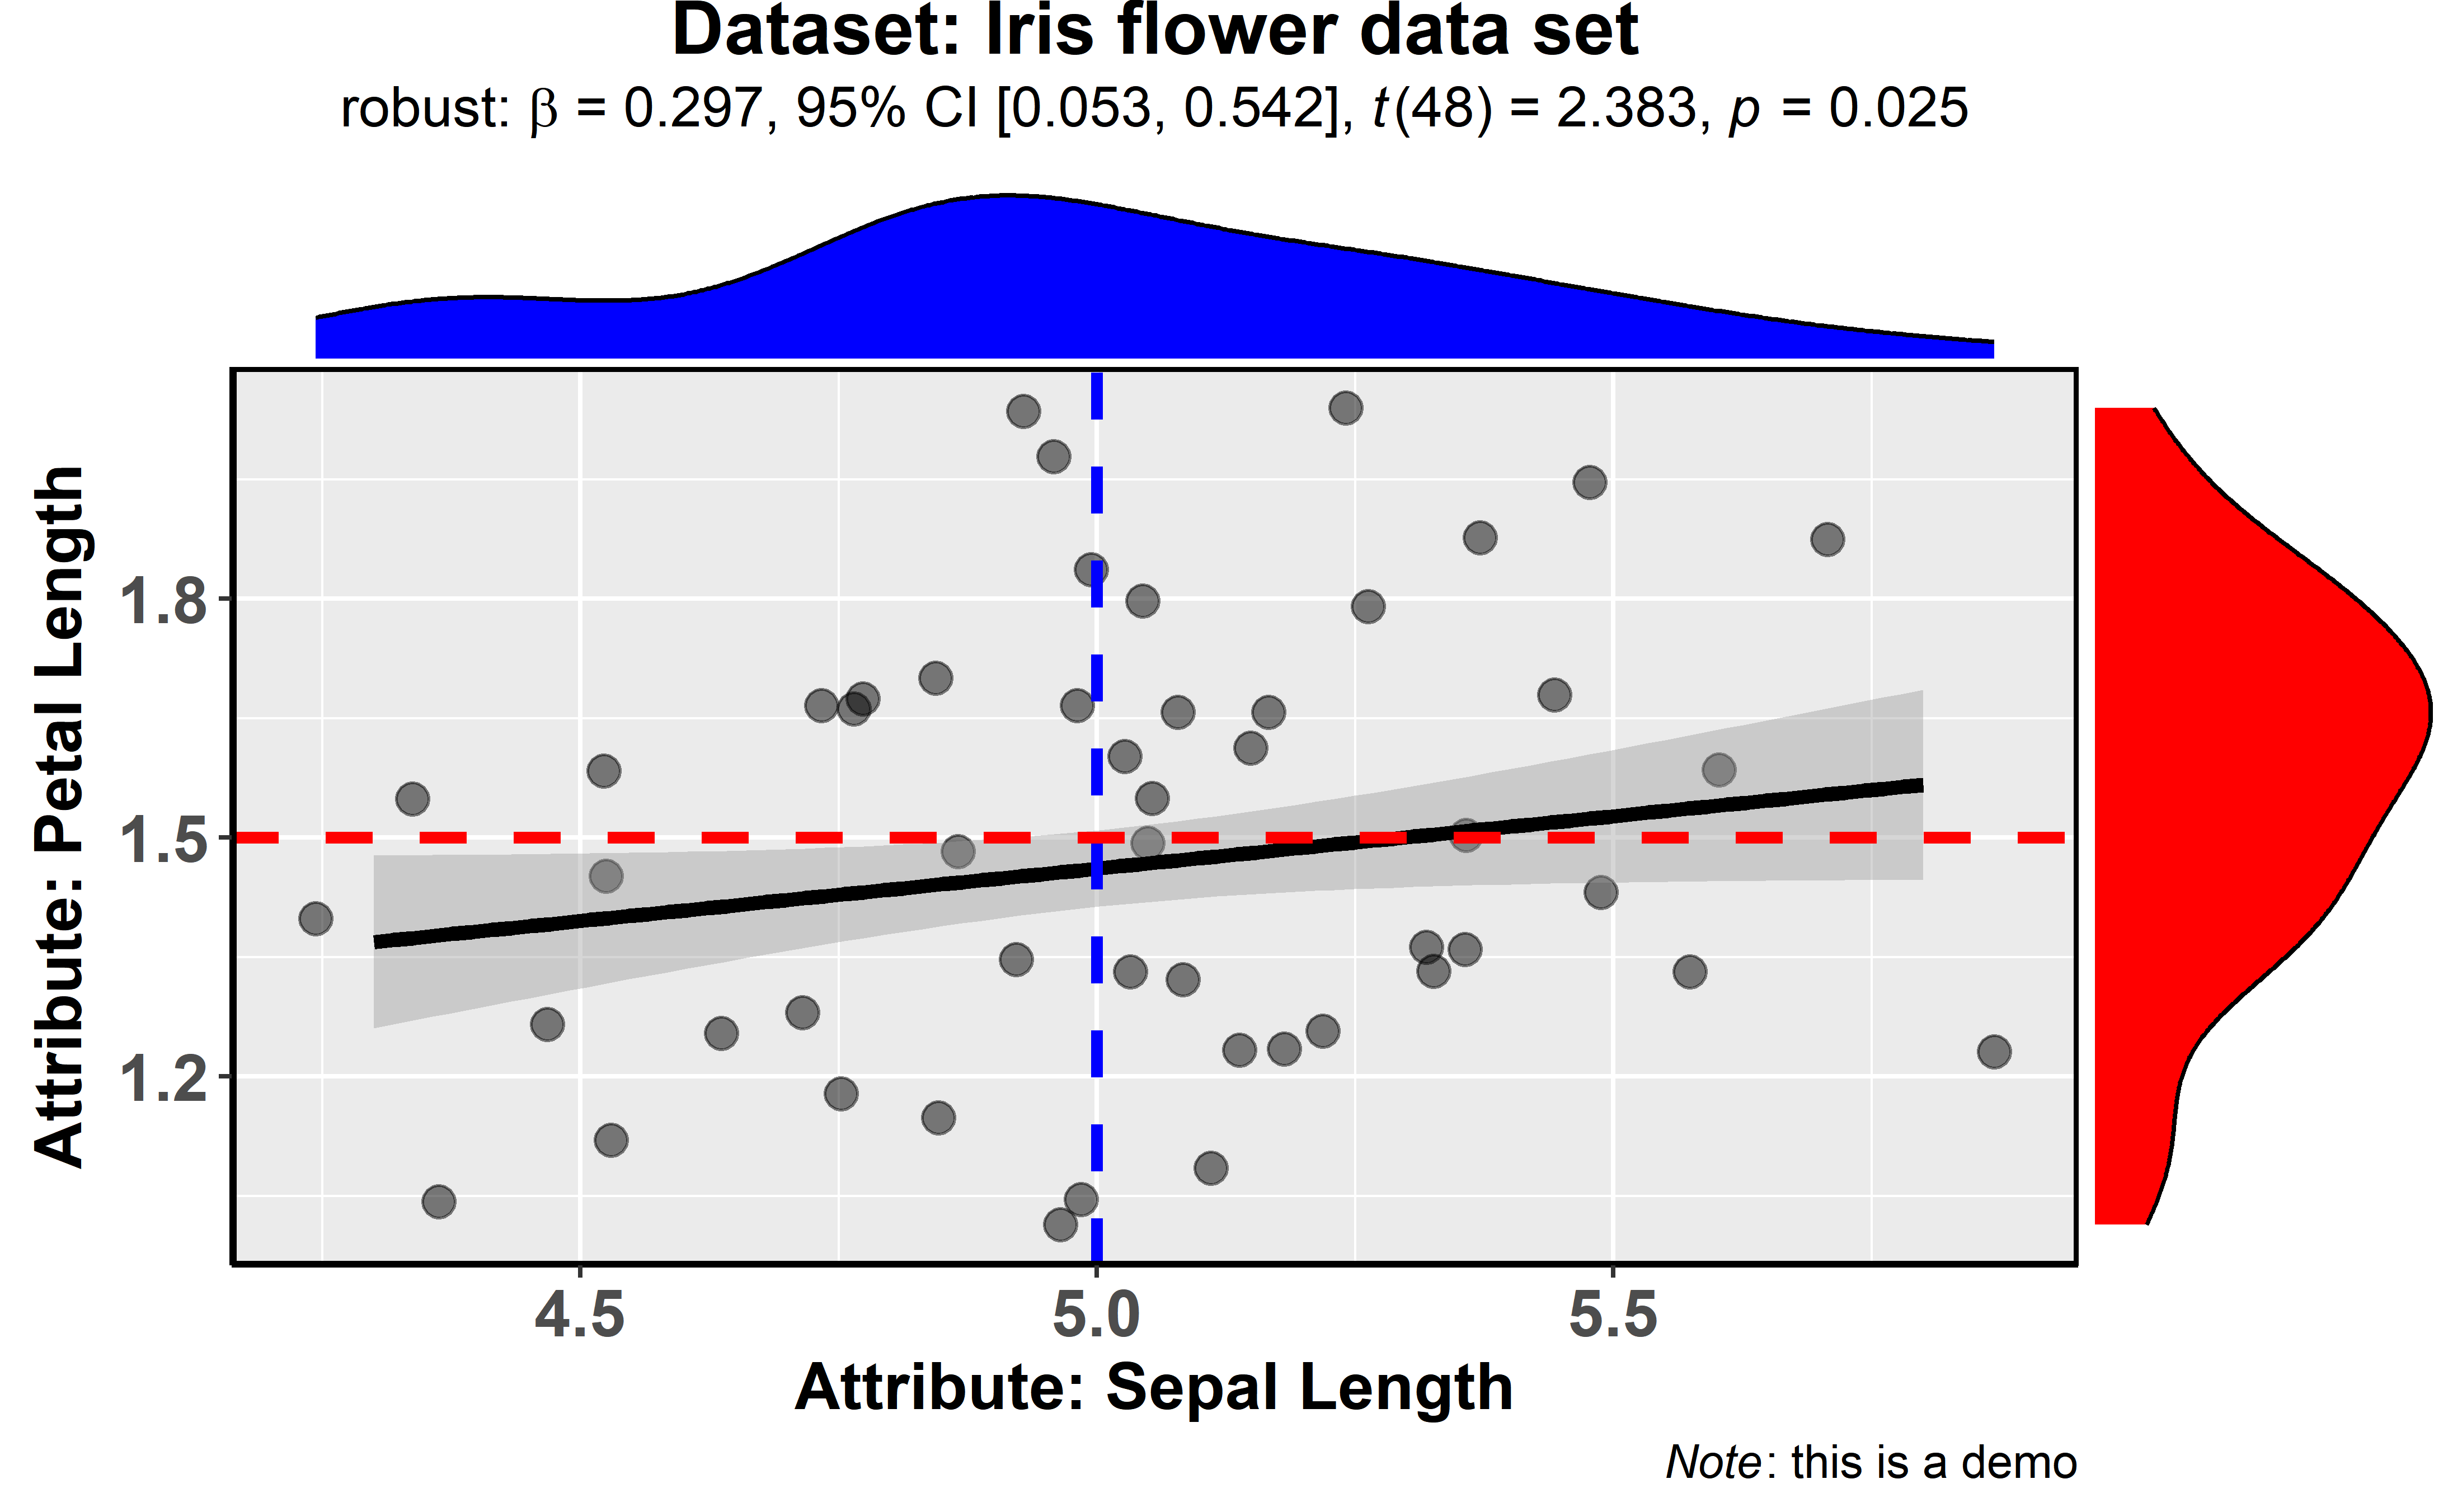 Dataset: Iris flower data set
robust: β = 0.297, 95% CI [0.053, 0.542], t(48) = 2.383, p = 0.025
Attribute: Petal Length
1.8
1.5
1.2
4.5 5.0 5.5
Attribute: Sepal Length
Note: this is a demo